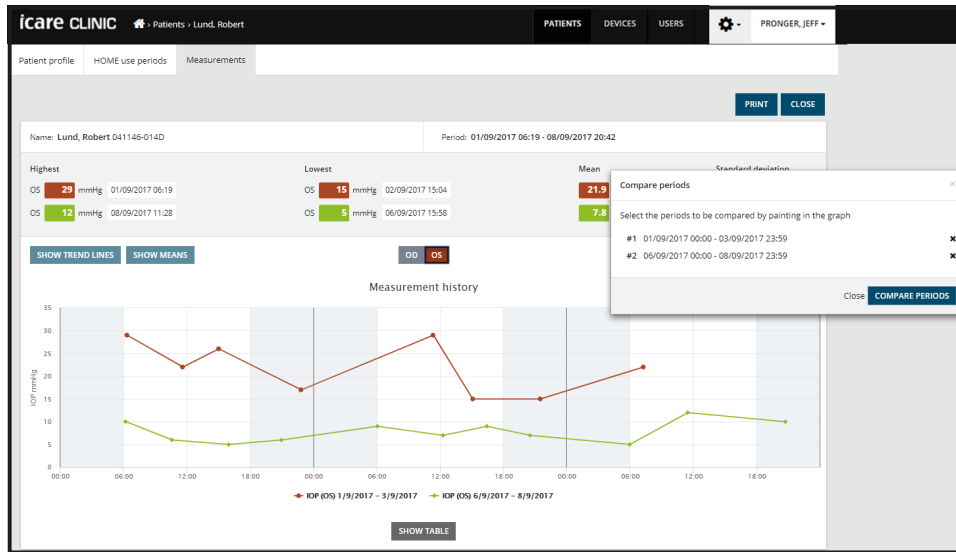 icare CLINIC
Patients › Lund, Robert
PATIENTS DEVICES USERS PRONGER, JEFF
Patient profile HOME use periods Measurements
PRINT CLOSE
Name: Lund, Robert 041146-014D Period: 01/09/2017 06:19 - 08/09/2017 20:42
Highest Lowest Mean Standard deviation
OS 29 mmHg 01/09/2017 06:19 OS 15 mmHg 02/09/2017 15:04 21.9
OS 12 mmHg 08/09/2017 11:28 OS 5 mmHg 06/09/2017 15:58 7.8
Compare periods ×
Select the periods to be compared by painting in the graph
#1 01/09/2017 00:00 - 03/09/2017 23:59 ×
#2 06/09/2017 00:00 - 08/09/2017 23:59 ×
Close COMPARE PERIODS
SHOW TREND LINES SHOW MEANS OD OS
Measurement history
IOP mmHg
35
30
25
20
15
10
5
0
00:00 06:00 12:00 18:00 00:00 06:00 12:00 18:00 00:00 06:00 12:00 18:00
IOP (OS) 1/9/2017 – 3/9/2017 IOP (OS) 6/9/2017 – 8/9/2017
SHOW TABLE